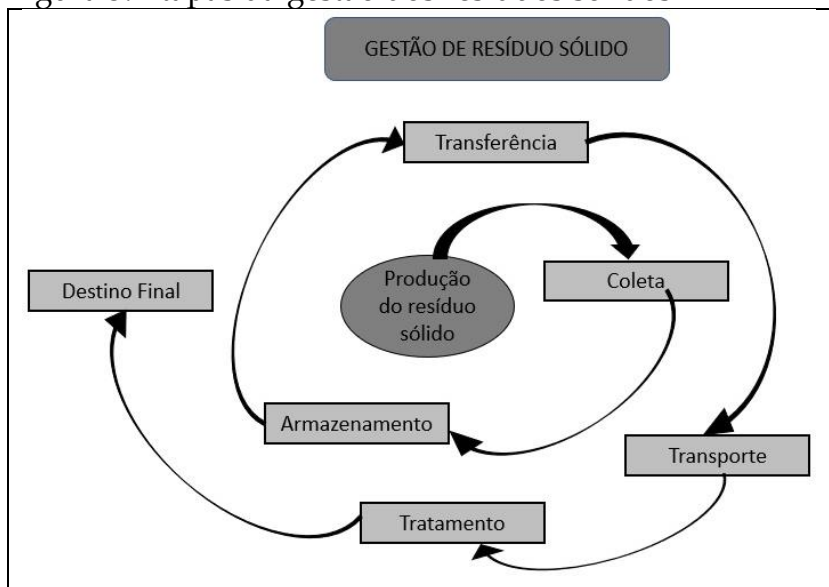 GESTÃO DE RESÍDUO SÓLIDO
Transferência
Produção
do resíduo
sólido
Coleta
Destino Final
Armazenamento
Transporte
Tratamento